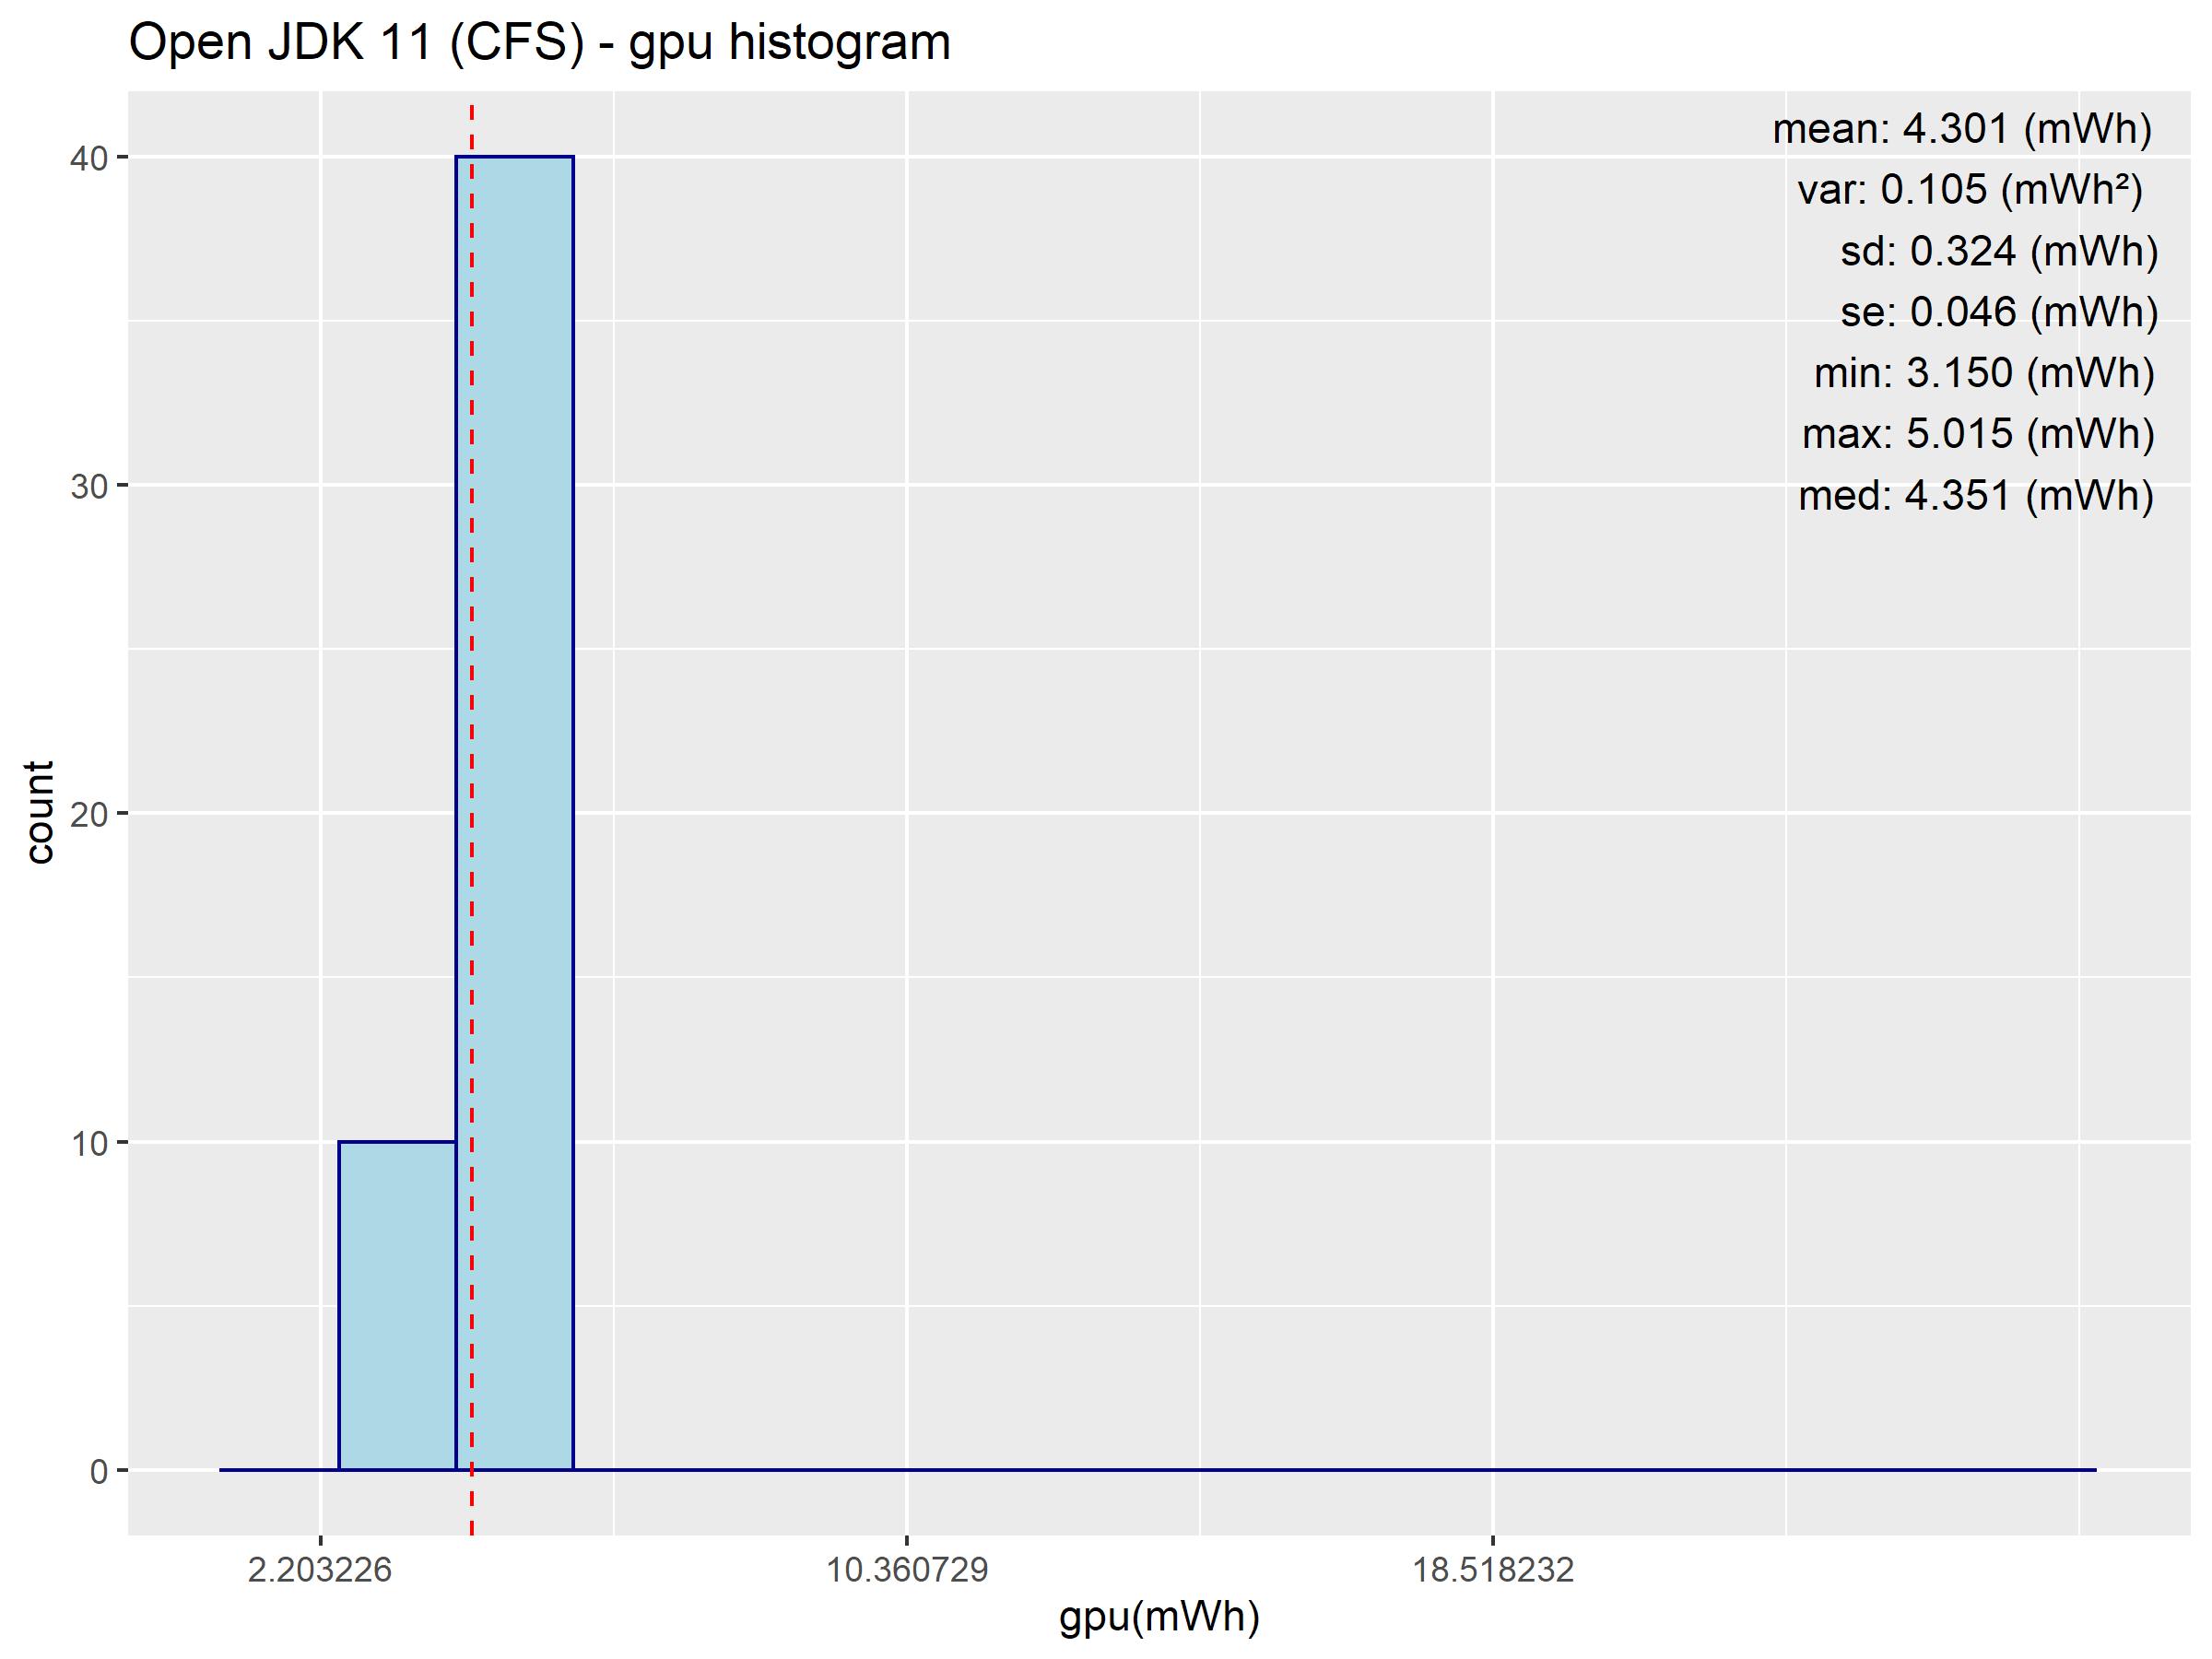 Open JDK 11 (CFS) - gpu histogram
mean: 4.301 (mWh)
var: 0.105 (mWh²)
sd: 0.324 (mWh)
se: 0.046 (mWh)
min: 3.150 (mWh)
max: 5.015 (mWh)
med: 4.351 (mWh)
40
30
20
10
0
count
2.203226
10.360729
18.518232
gpu(mWh)